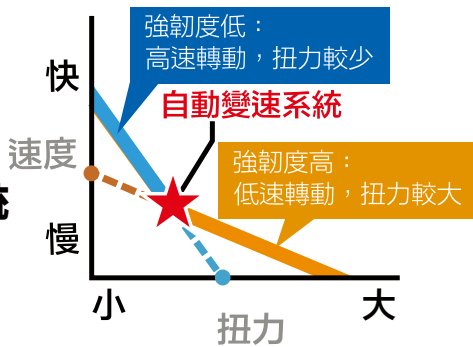 強韌度低：
高速轉動，扭力較少
快
自動變速系統
速度
強韌度高：
低速轉動，扭力較大
慢
小
大
扭力